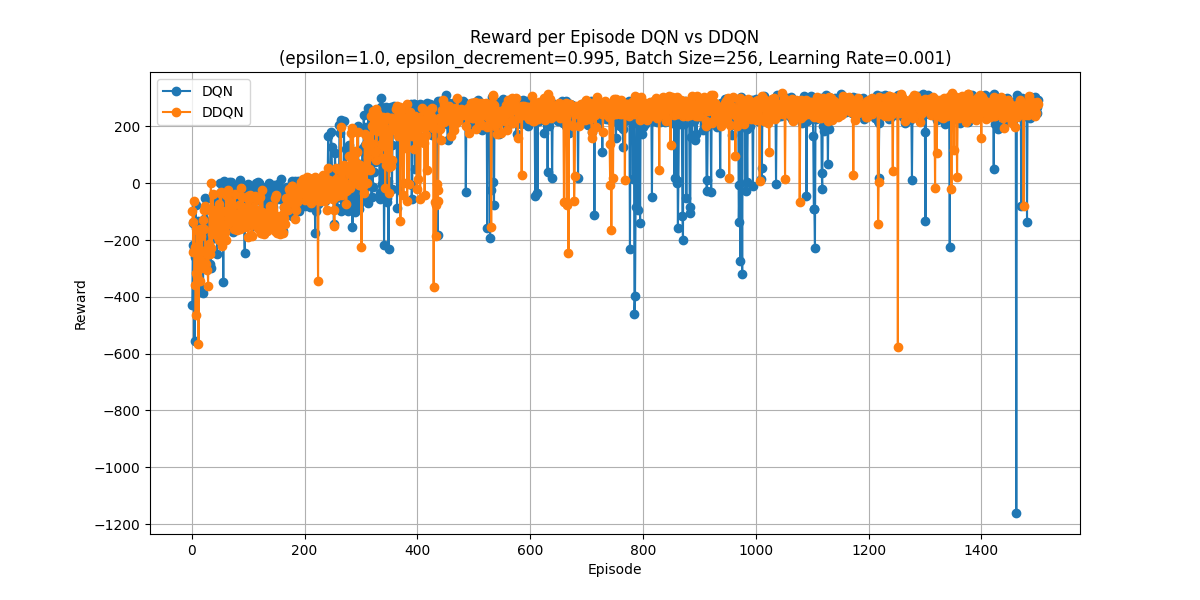 Reward per Episode DQN vs DDQN
(epsilon=1.0, epsilon_decrement=0.995, Batch Size=256, Learning Rate=0.001)
DQN
DDQN
200
0
−200
−400
−600
−800
−1000
−1200
Reward
0 200 400 600 800 1000 1200 1400
Episode